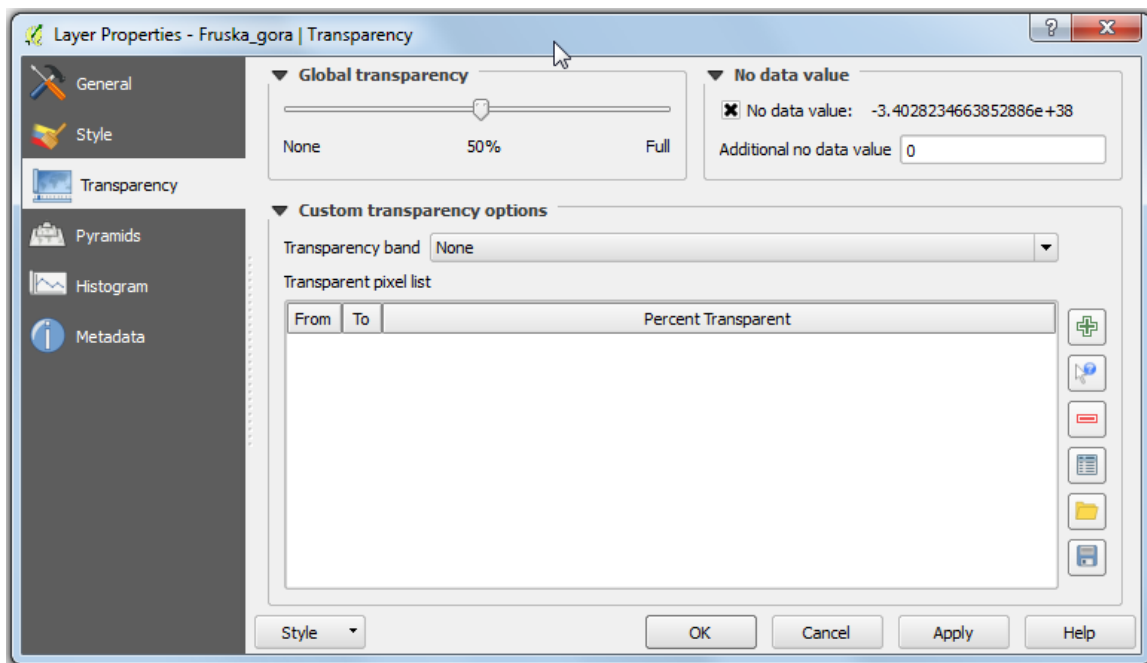 Layer Properties - Fruska_gora | Transparency
General
Style
Transparency
Pyramids
Histogram
Metadata
Global transparency
None 50% Full
No data value
No data value: -3.4028234663852886e+38
Additional no data value 0
Custom transparency options
Transparency band None
Transparent pixel list
From To Percent Transparent
Style OK Cancel Apply Help